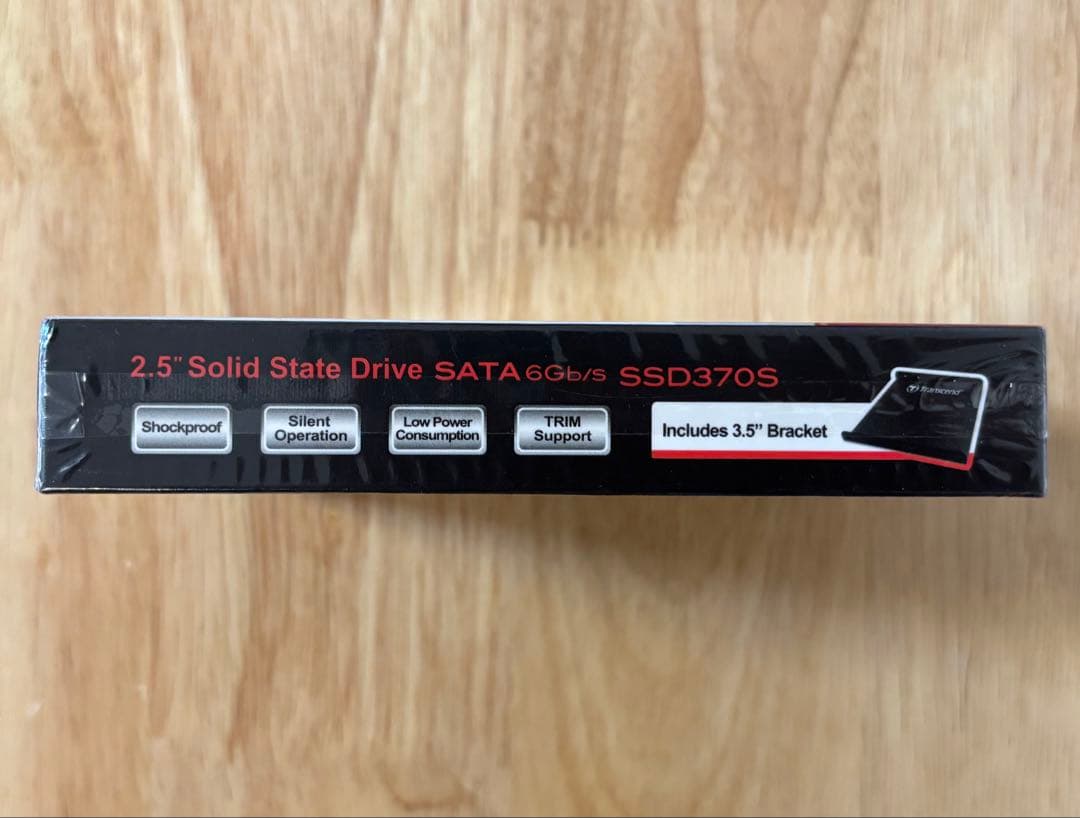 2.5" Solid State Drive SATA 6Gb/s SSD370S
Shockproof
Silent
Operation
Low Power
Consumption
TRIM
Support
Includes 3.5” Bracket
Transcend